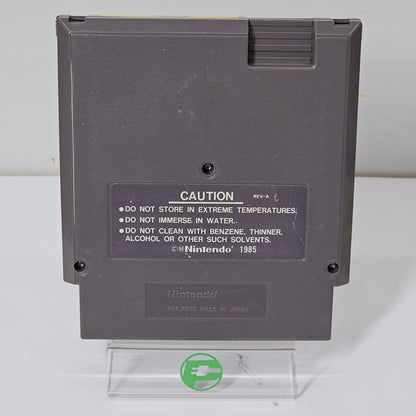 CAUTION REV-A
● DO NOT STORE IN EXTREME TEMPERATURES.
● DO NOT IMMERSE IN WATER.
● DO NOT CLEAN WITH BENZENE, THINNER,
ALCOHOL OR OTHER SUCH SOLVENTS.
Nintendo® 1985
Nintendo®
PAT. PEND. MADE IN JAPAN